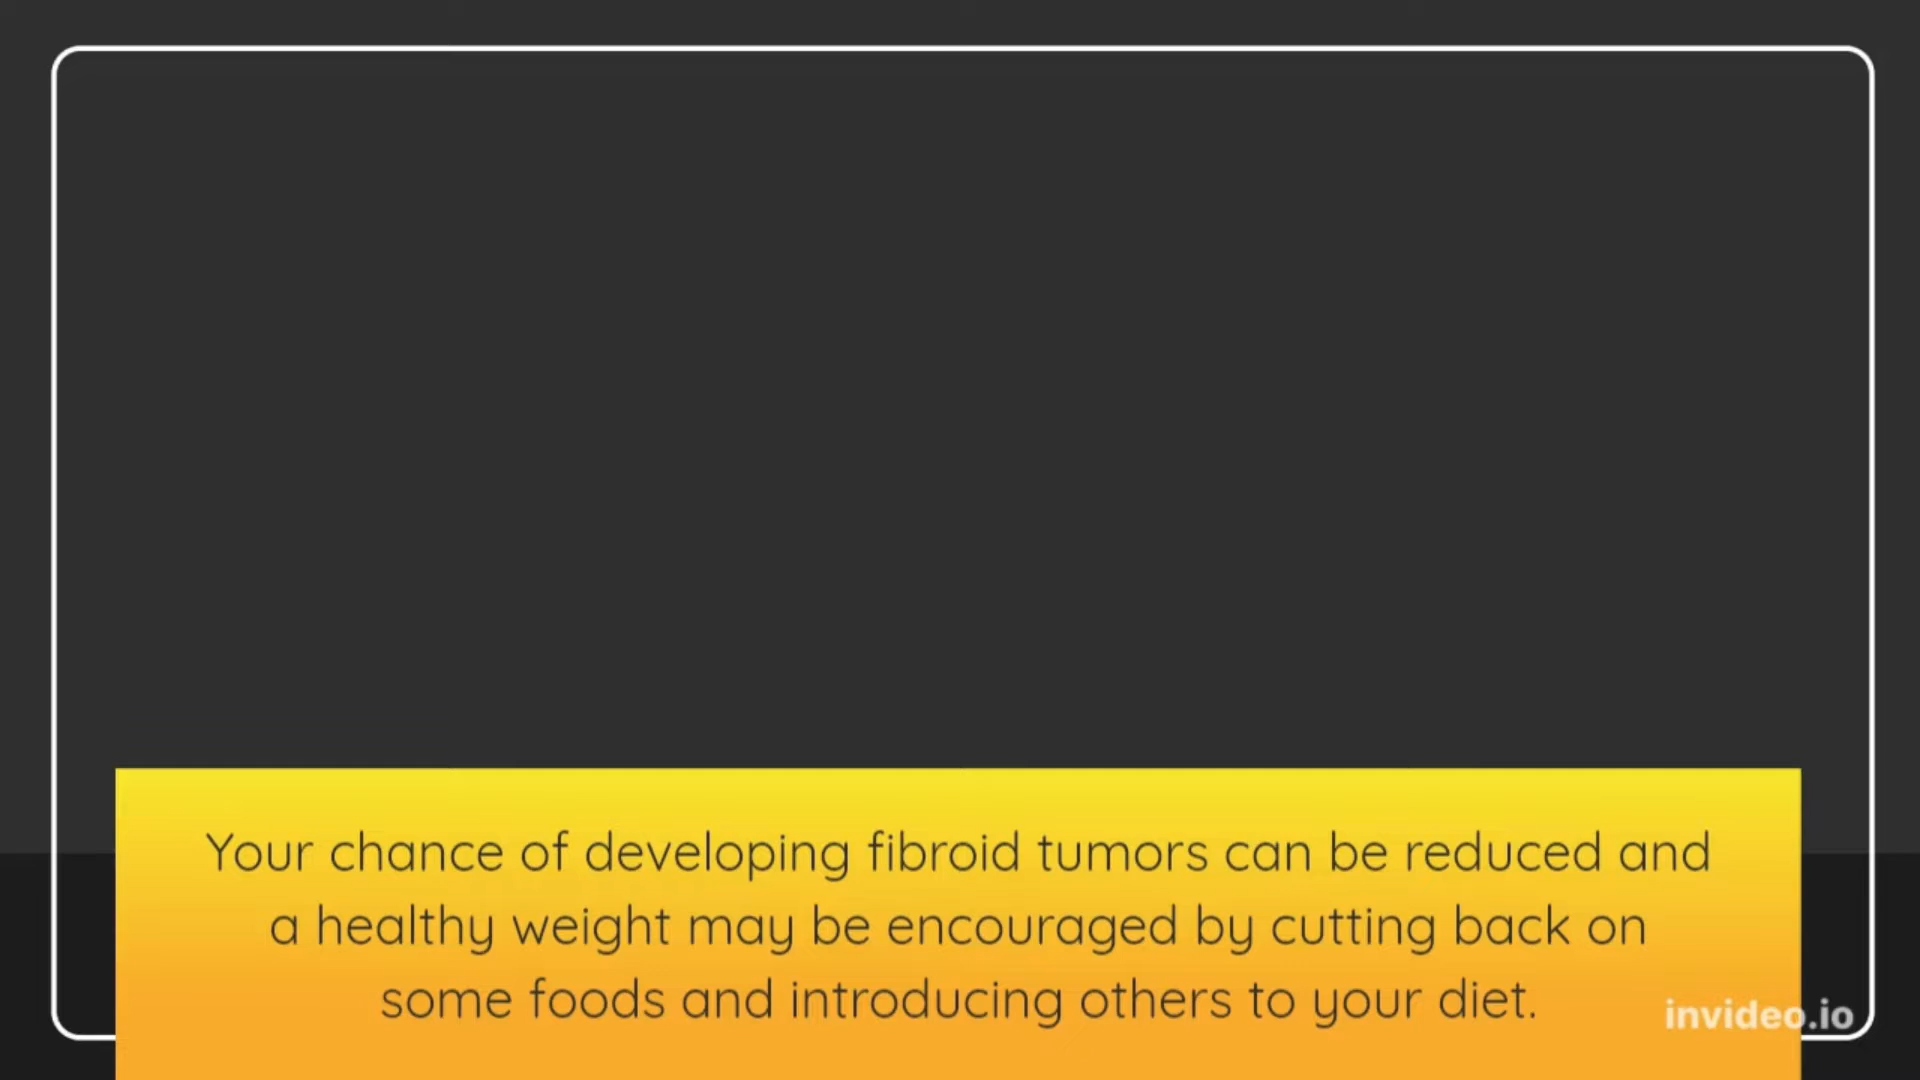 Your chance of developing fibroid tumors can be reduced and
a healthy weight may be encouraged by cutting back on
some foods and introducing others to your diet.
invideo.io